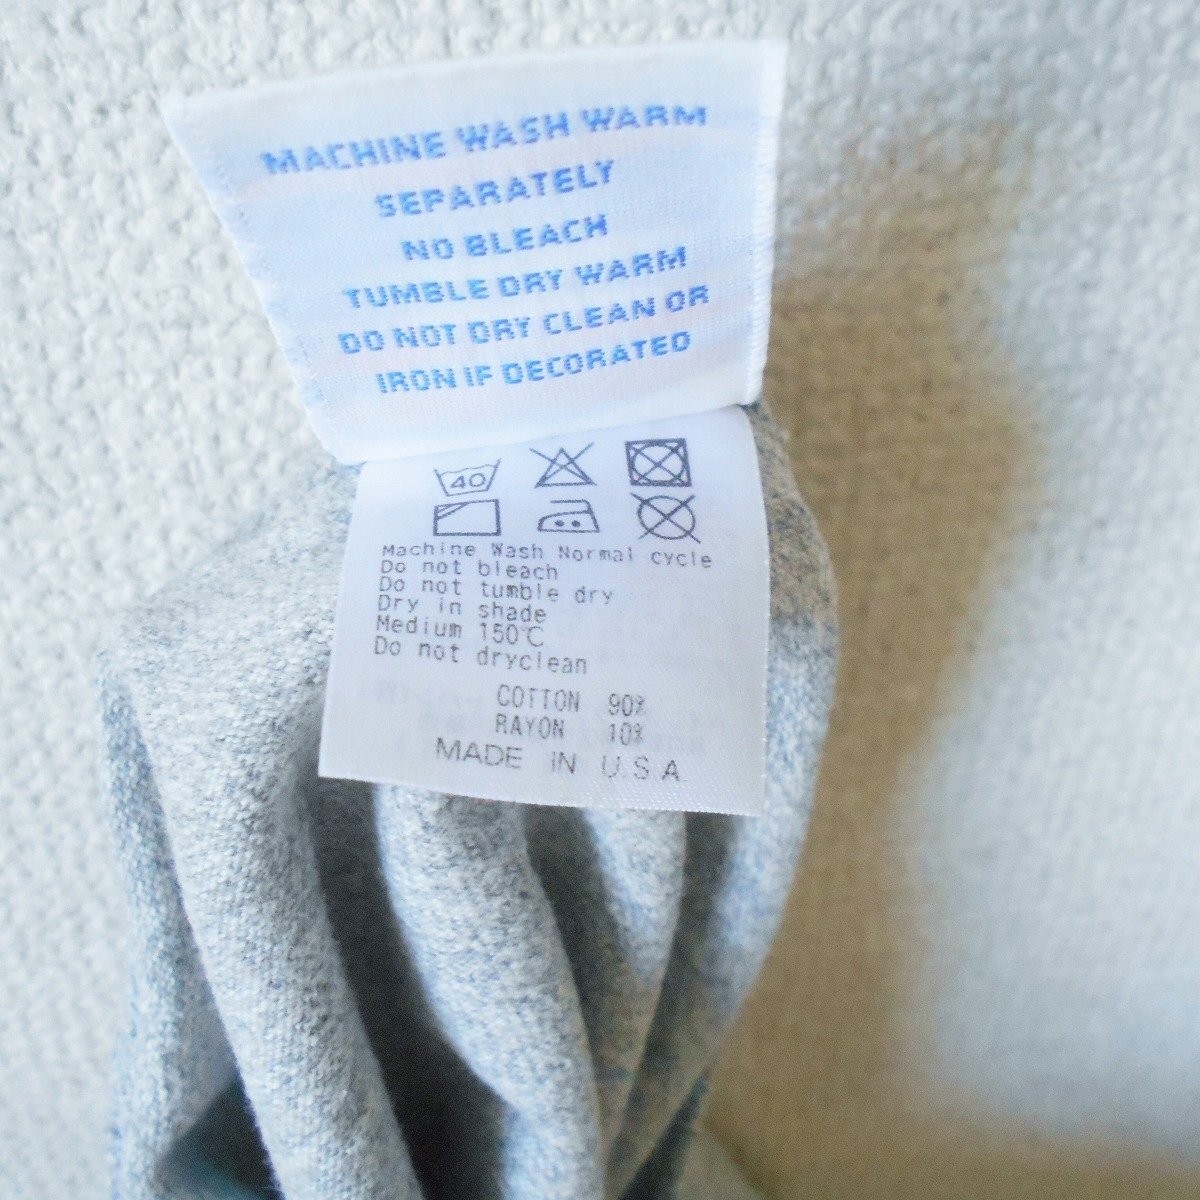 MACHINE WASH WARM
SEPARATELY
NO BLEACH
TUMBLE DRY WARM
DO NOT DRY CLEAN OR
IRON IF DECORATED
40
Machine Wash Normal cycle
Do not bleach
Do not tumble dry
Dry in shade
Medium 150℃
Do not dryclean
COTTON 90%
RAYON 10%
MADE IN U.S.A.